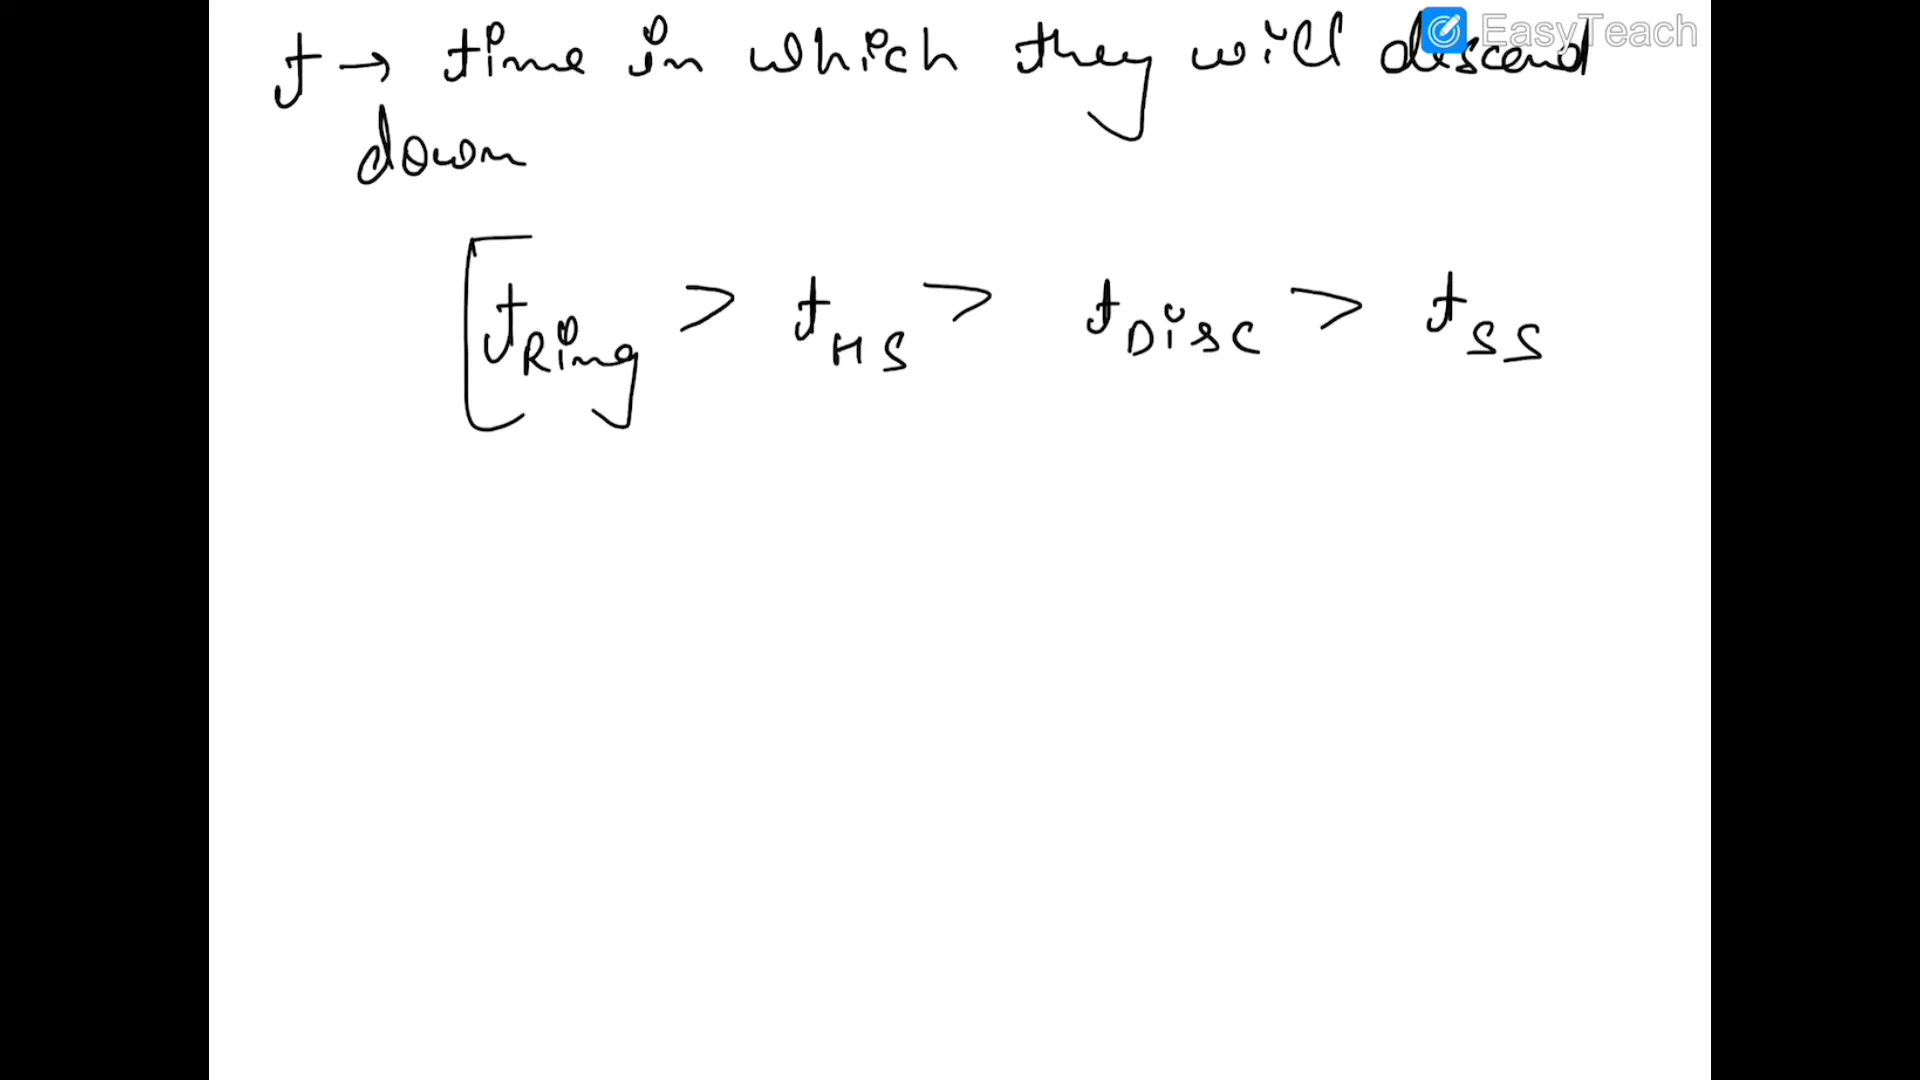 EasyTeach
t → time in which they will descend
down
[t_Ring > t_HS > t_Disc > t_SS